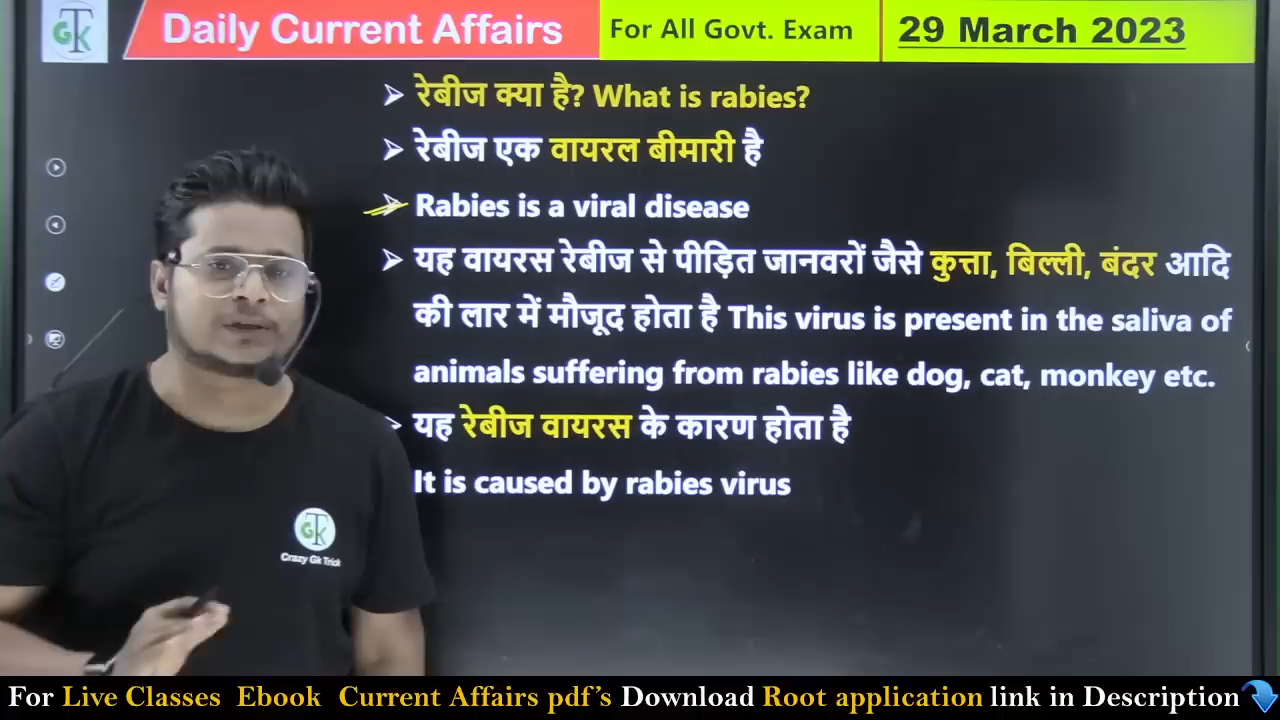 GTK
Daily Current Affairs
For All Govt. Exam
29 March 2023
रेबीज क्या है? What is rabies?
रेबीज एक वायरल बीमारी है
Rabies is a viral disease
यह वायरस रेबीज से पीड़ित जानवरों जैसे कुत्ता, बिल्ली, बंदर आदि
की लार में मौजूद होता है This virus is present in the saliva of
animals suffering from rabies like dog, cat, monkey etc.
यह रेबीज वायरस के कारण होता है
It is caused by rabies virus
GTK
Crazy Gk Trick
For Live Classes Ebook Current Affairs pdf's Download Root application link in Description